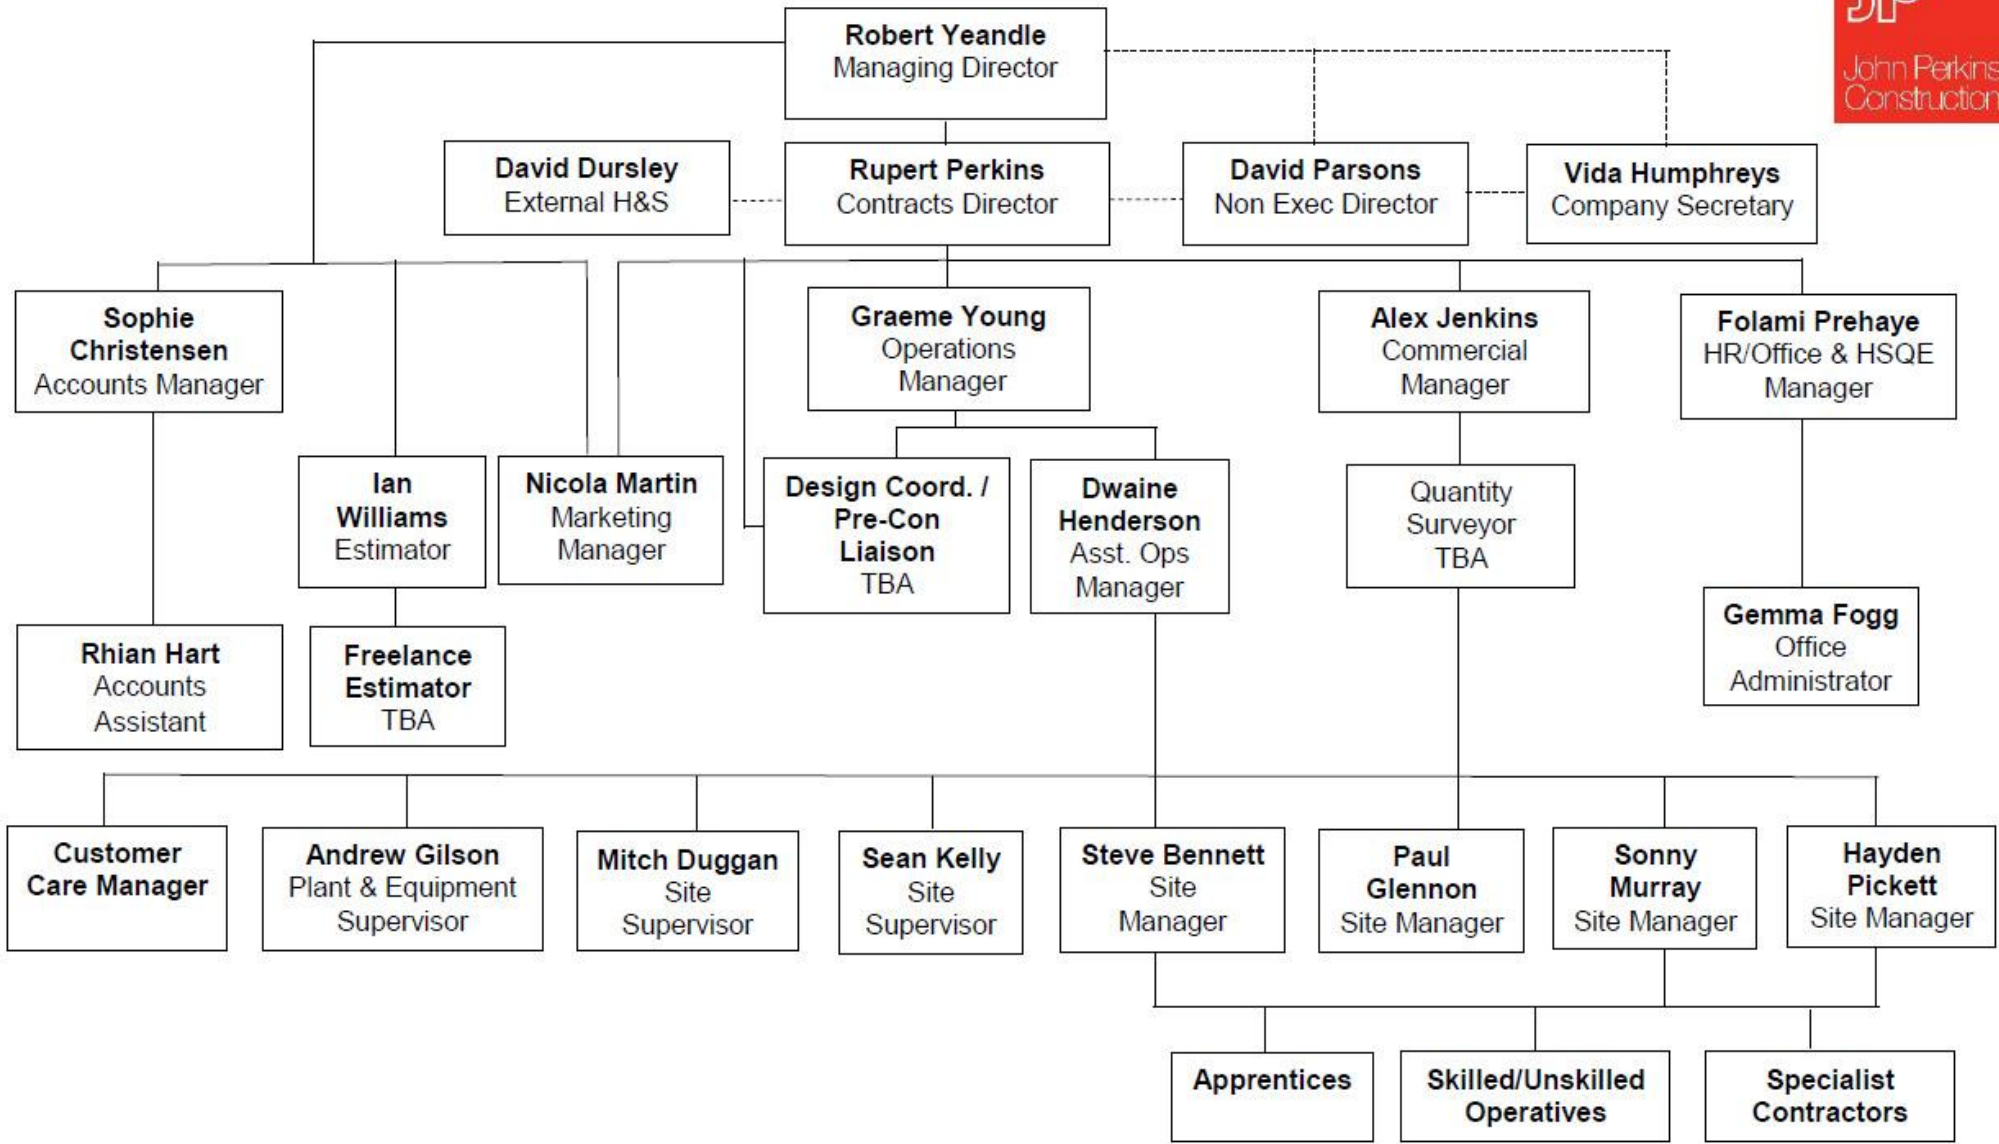 JP
John Perkins
Construction
Robert Yeandle
Managing Director
David Dursley
External H&S
Rupert Perkins
Contracts Director
David Parsons
Non Exec Director
Vida Humphreys
Company Secretary
Sophie
Christensen
Accounts Manager
Graeme Young
Operations
Manager
Alex Jenkins
Commercial
Manager
Folami Prehaye
HR/Office & HSQE
Manager
Ian
Williams
Estimator
Nicola Martin
Marketing
Manager
Design Coord. /
Pre-Con
Liaison
TBA
Dwaine
Henderson
Asst. Ops
Manager
Quantity
Surveyor
TBA
Gemma Fogg
Office
Administrator
Rhian Hart
Accounts
Assistant
Freelance
Estimator
TBA
Customer
Care Manager
Andrew Gilson
Plant & Equipment
Supervisor
Mitch Duggan
Site
Supervisor
Sean Kelly
Site
Supervisor
Steve Bennett
Site
Manager
Paul
Glennon
Site Manager
Sonny
Murray
Site Manager
Hayden
Pickett
Site Manager
Apprentices
Skilled/Unskilled
Operatives
Specialist
Contractors